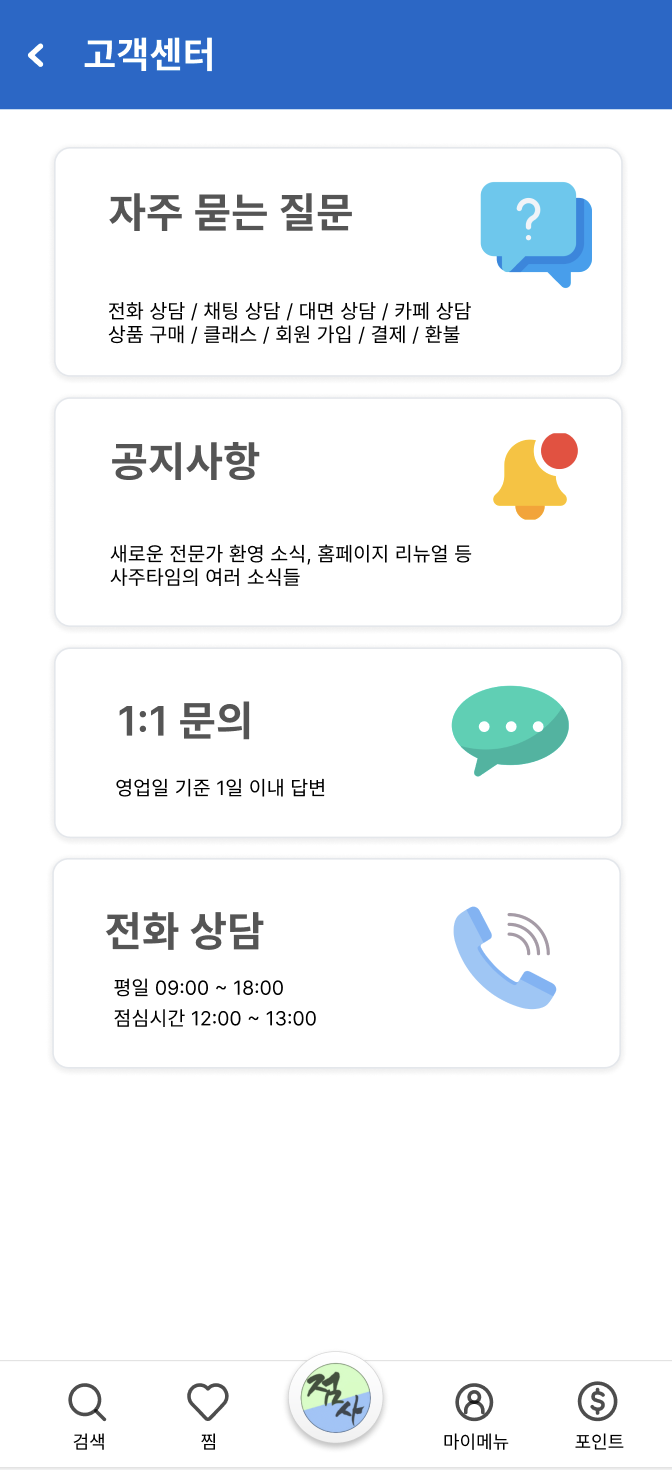 고객센터
자주 묻는 질문
?
전화 상담 / 채팅 상담 / 대면 상담 / 카페 상담
상품 구매 / 클래스 / 회원 가입 / 결제 / 환불
공지사항
새로운 전문가 환영 소식, 홈페이지 리뉴얼 등
사주타임의 여러 소식들
1:1 문의
영업일 기준 1일 이내 답변
전화 상담
평일 09:00 ~ 18:00
점심시간 12:00 ~ 13:00
점사
검색
찜
마이메뉴
포인트